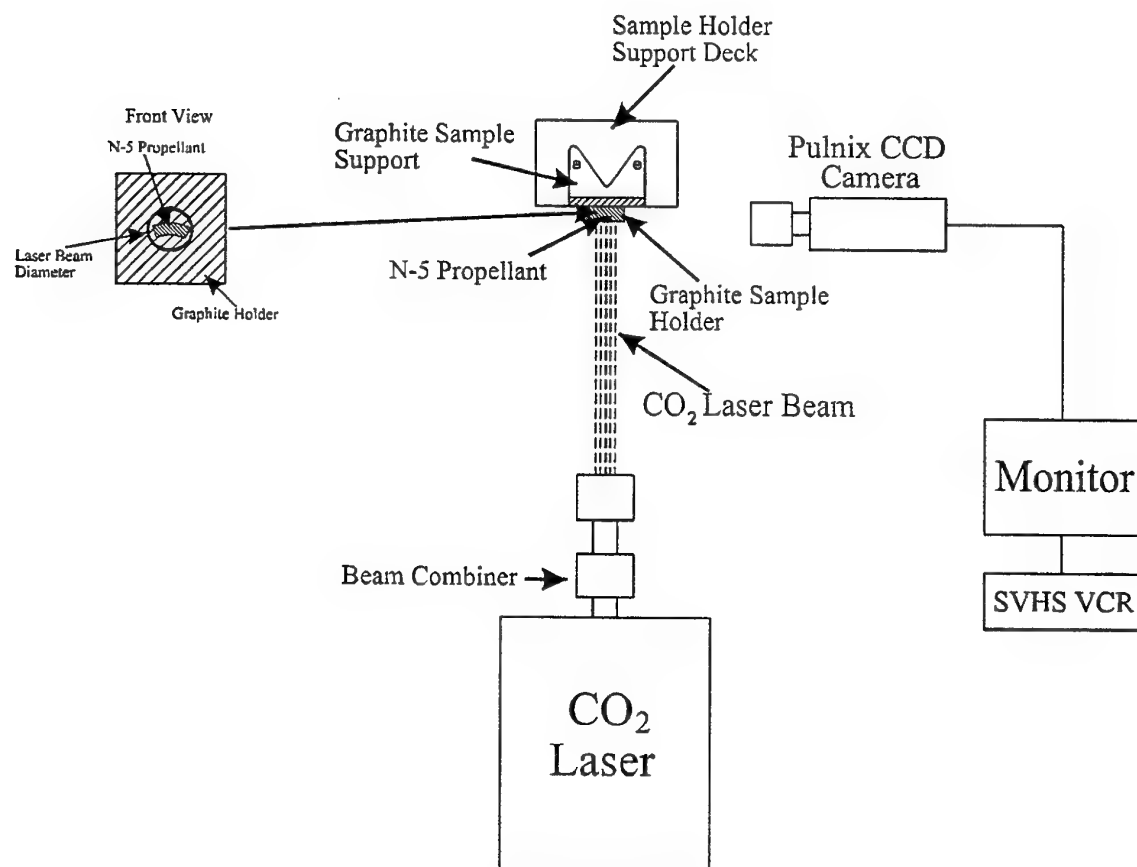 Sample Holder
Support Deck
Front View
N-5 Propellant
Graphite Sample
Support
Pulnix CCD
Camera
Laser Beam
Diameter
Graphite Holder
N-5 Propellant
Graphite Sample
Holder
CO₂ Laser Beam
Monitor
Beam Combiner
SVHS VCR
CO₂
Laser